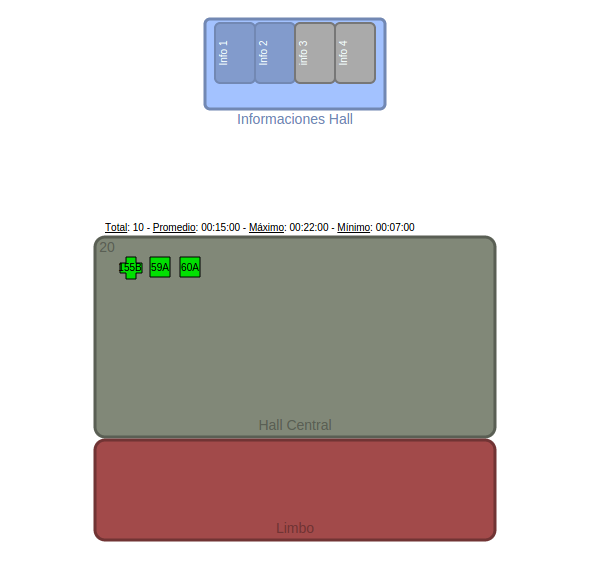 Info 1
Info 2
info 3
Info 4
Informaciones Hall
Total: 10 - Promedio: 00:15:00 - Máximo: 00:22:00 - Mínimo: 00:07:00
20
155B 59A 60A
Hall Central
Limbo